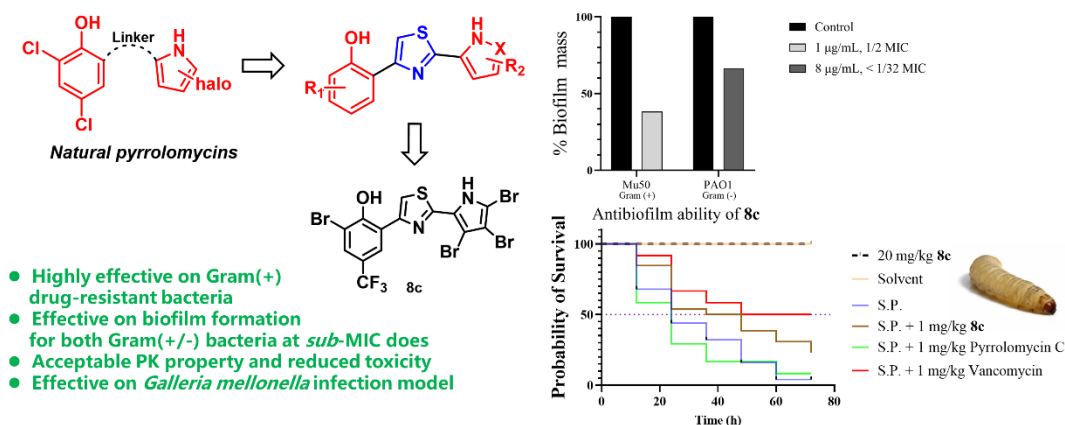 OH
Linker
H
N
Cl
halo
Cl
Natural pyrrolomycins
OH
S
H
N
X
N
R1
R2
OH
S
H
N
Br
Br
N
Br
Br
CF3
8c
● Highly effective on Gram(+)
drug-resistant bacteria
● Effective on biofilm formation
for both Gram(+/-) bacteria at sub-MIC does
● Acceptable PK property and reduced toxicity
● Effective on Galleria mellonella infection model
% Biofilm mass
100
50
0
Mu50
Gram (+)
PAO1
Gram (-)
Control
1 μg/mL, 1/2 MIC
8 μg/mL, < 1/32 MIC
Antibiofilm ability of 8c
Probability of Survival
100
50
0
0
20
40
60
80
Time (h)
20 mg/kg 8c
Solvent
S.P.
S.P. + 1 mg/kg 8c
S.P. + 1 mg/kg Pyrrolomycin C
S.P. + 1 mg/kg Vancomycin